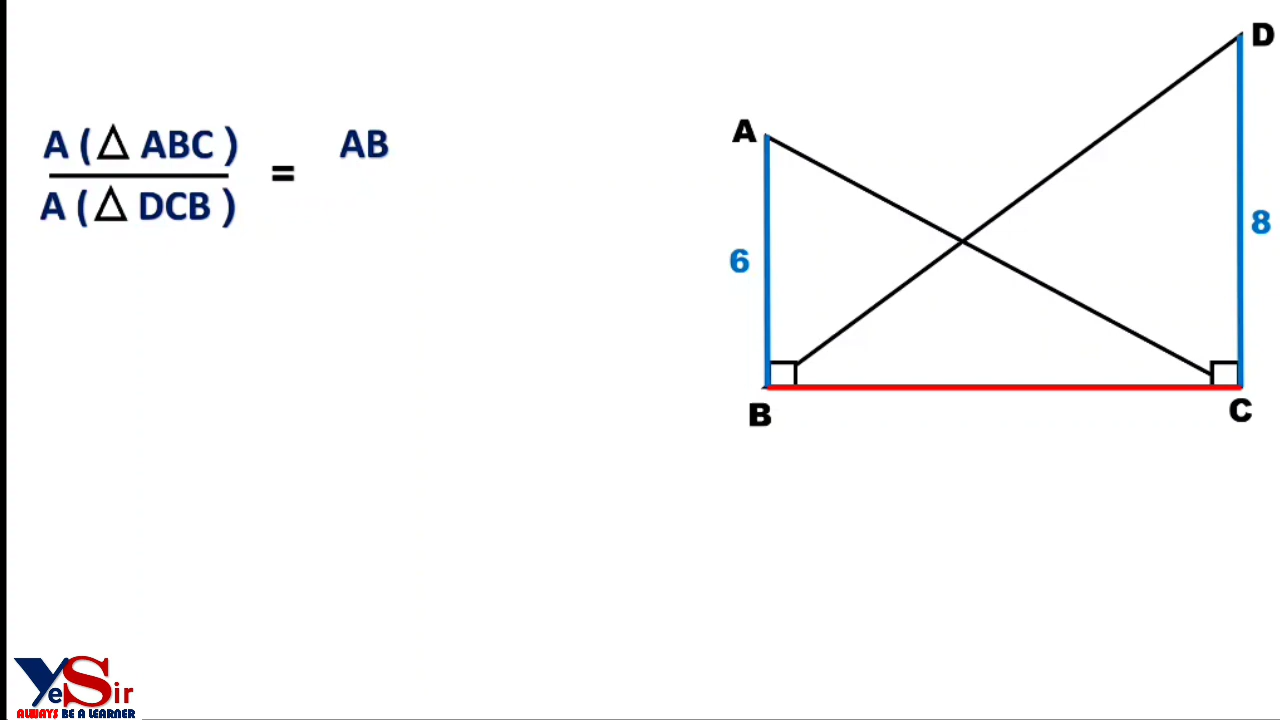 A ( △ ABC )
A ( △ DCB )
=
AB
D
A
8
6
B
C
YeSir
ALWAYS BE A LEARNER